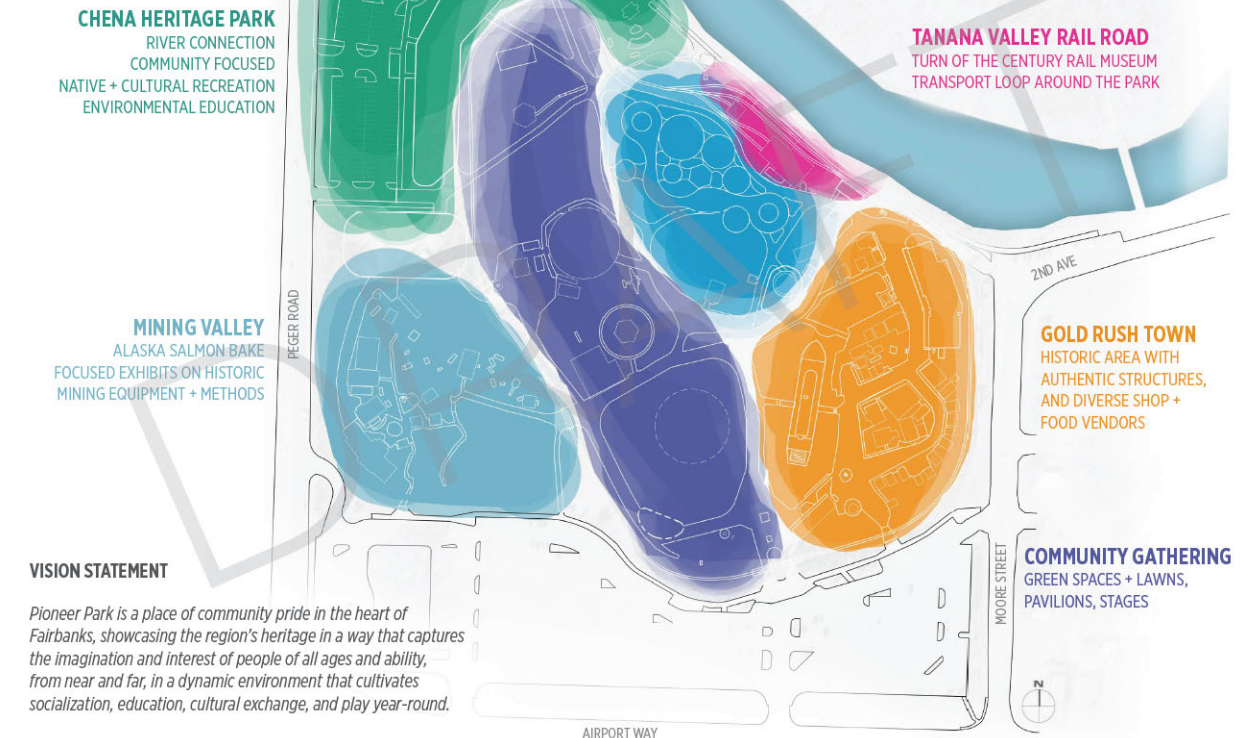 CHENA HERITAGE PARK
RIVER CONNECTION
COMMUNITY FOCUSED
NATIVE + CULTURAL RECREATION
ENVIRONMENTAL EDUCATION
TANANA VALLEY RAIL ROAD
TURN OF THE CENTURY RAIL MUSEUM
TRANSPORT LOOP AROUND THE PARK
2ND AVE
PEGER ROAD
MINING VALLEY
ALASKA SALMON BAKE
FOCUSED EXHIBITS ON HISTORIC
MINING EQUIPMENT + METHODS
GOLD RUSH TOWN
HISTORIC AREA WITH
AUTHENTIC STRUCTURES,
AND DIVERSE SHOP +
FOOD VENDORS
DRAFT
COMMUNITY GATHERING
GREEN SPACES + LAWNS,
PAVILIONS, STAGES
MOORE STREET
VISION STATEMENT
Pioneer Park is a place of community pride in the heart of
Fairbanks, showcasing the region's heritage in a way that captures
the imagination and interest of people of all ages and ability,
from near and far, in a dynamic environment that cultivates
socialization, education, cultural exchange, and play year-round.
N
AIRPORT WAY